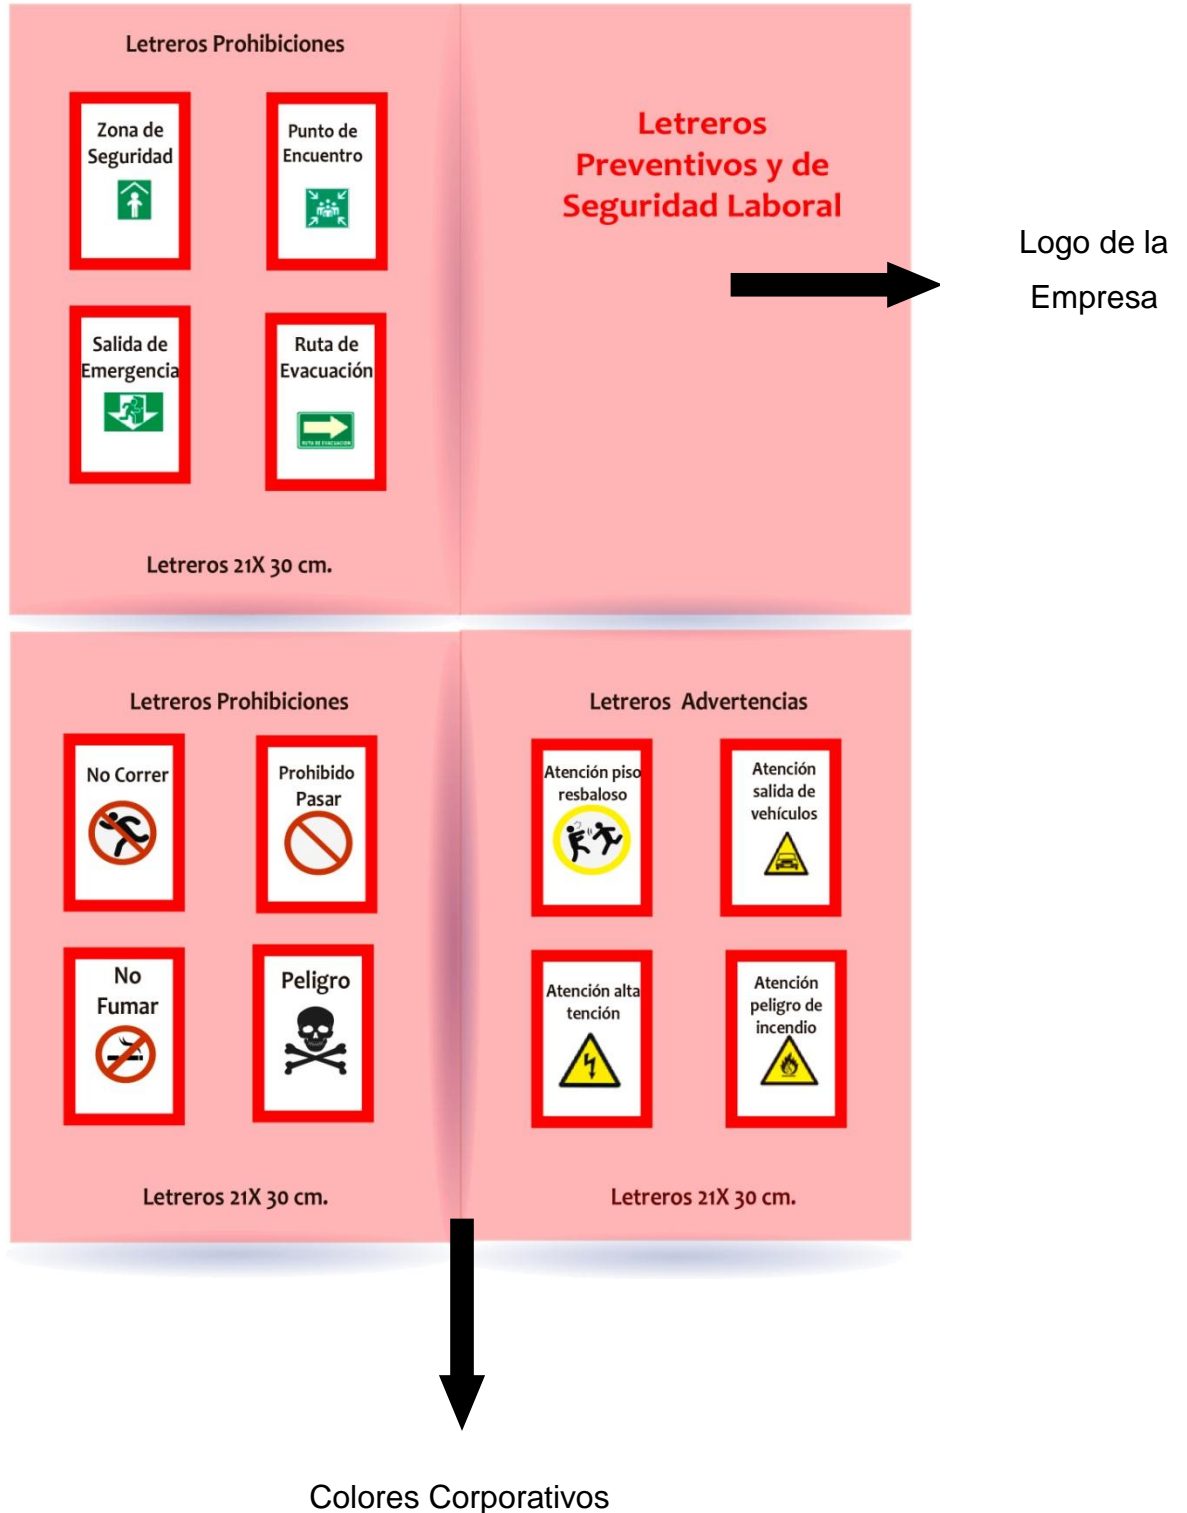 Letreros Prohibiciones
Zona de
Seguridad
Punto de
Encuentro
Salida de
Emergencia
Ruta de
Evacuación
RUTA DE EVACUACION
Letreros 21X 30 cm.
Letreros
Preventivos y de
Seguridad Laboral
Logo de la
Empresa
Letreros Prohibiciones
No Correr
Prohibido
Pasar
No
Fumar
Peligro
Letreros 21X 30 cm.
Letreros Advertencias
Atención piso
resbaloso
Atención
salida de
vehículos
Atención alta
tención
Atención
peligro de
incendio
Letreros 21X 30 cm.
Colores Corporativos